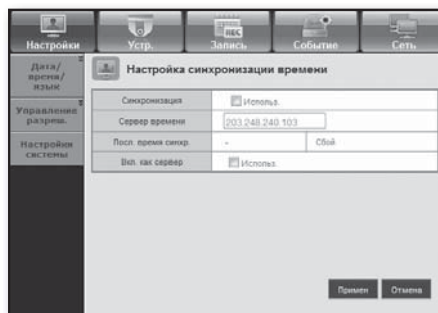 Настройки Устр. Запись Событие Сеть
REC
Дата/
время/
язык
Управление
разреш.
Настройки
системы
Настройка синхронизации времени
Синхронизация Использ.
Сервер времени 203.248.240.103
Посл. время синхр. - Сбой
Вкл. как сервер Использ.
Примен Отмена